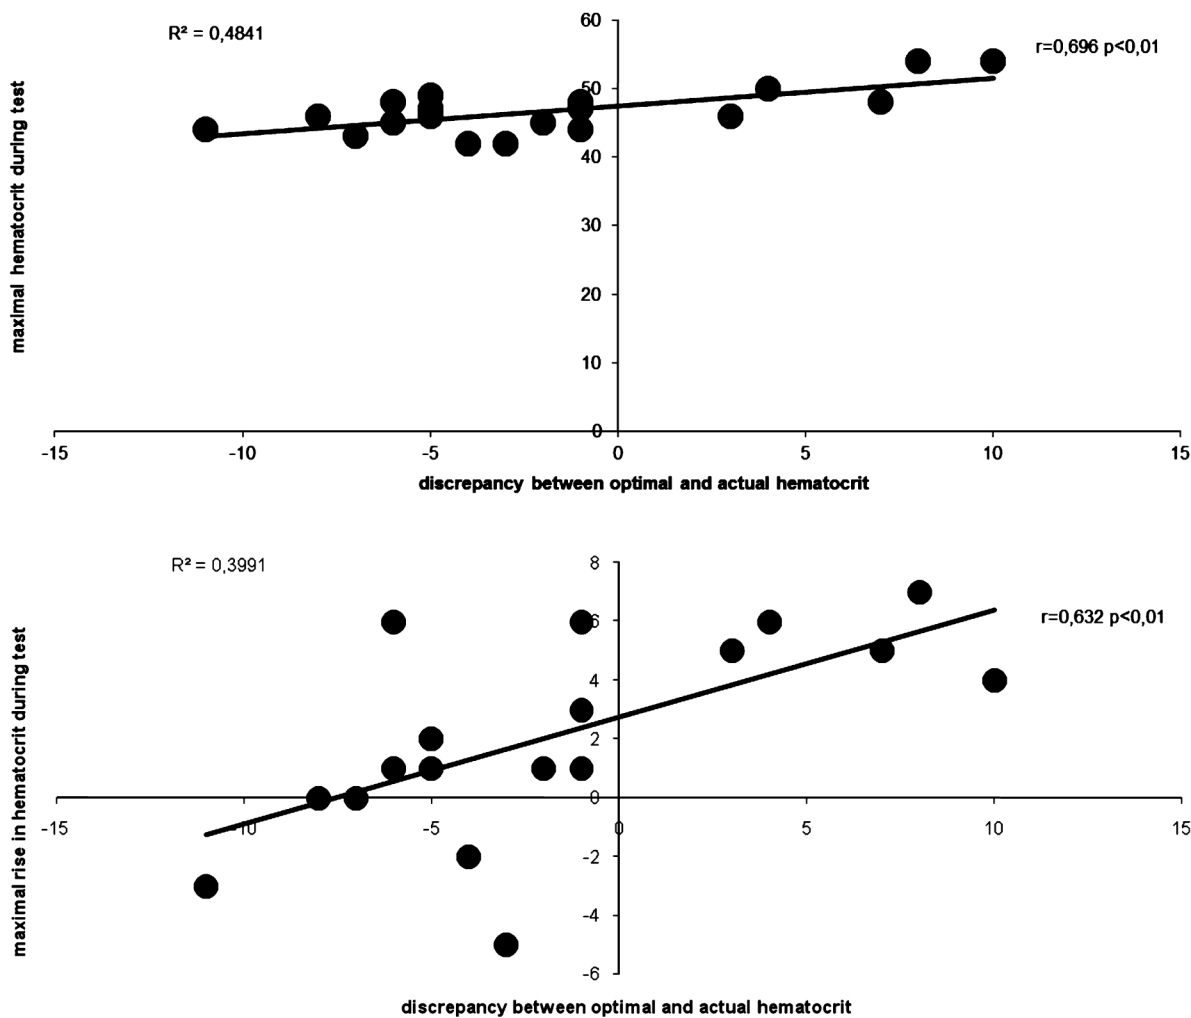 R² = 0,4841
r=0,696 p<0,01
maximal hematocrit during test
60
50
40
30
20
10
0
-15 -10 -5 0 5 10 15
discrepancy between optimal and actual hematocrit
R² = 0,3991
r=0,632 p<0,01
maximal rise in hematocrit during test
8
6
4
2
0
-2
-4
-6
-15 -10 -5 0 5 10 15
discrepancy between optimal and actual hematocrit